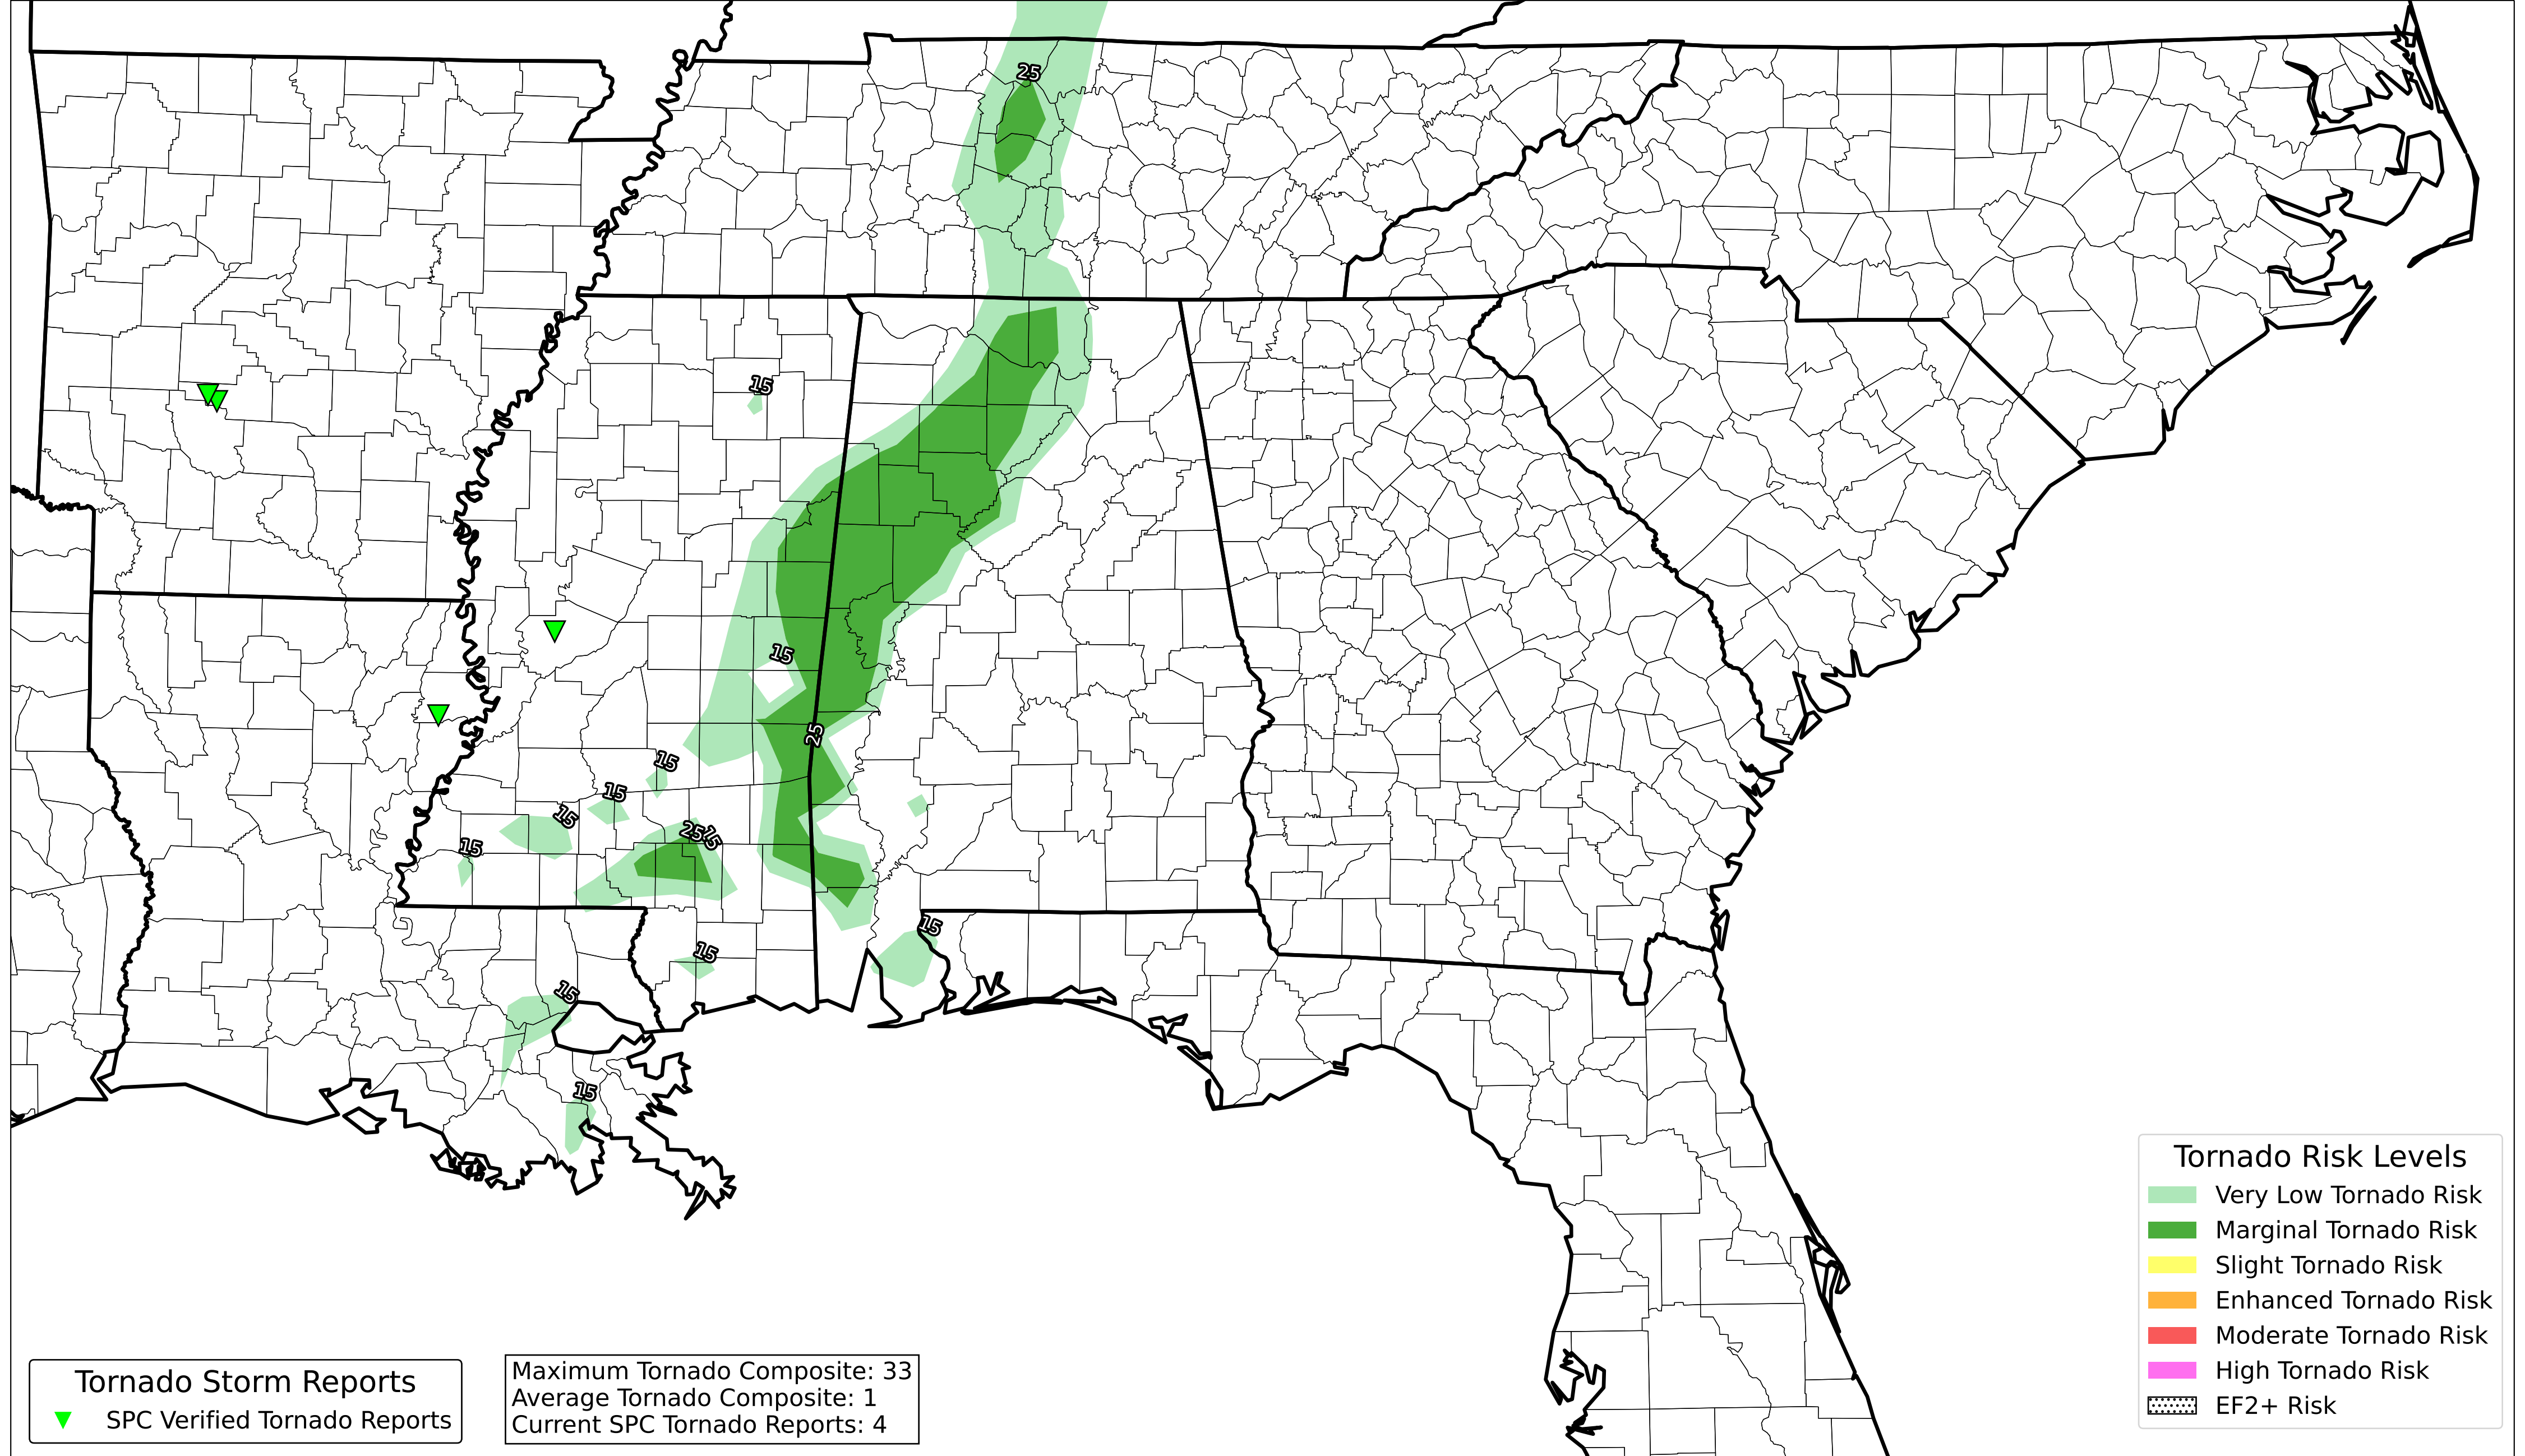 25
15
15
25
15
15
15
25
15
15
15
15
15
15
Tornado Risk Levels
Very Low Tornado Risk
Marginal Tornado Risk
Slight Tornado Risk
Enhanced Tornado Risk
Moderate Tornado Risk
High Tornado Risk
EF2+ Risk
Tornado Storm Reports
SPC Verified Tornado Reports
Maximum Tornado Composite: 33
Average Tornado Composite: 1
Current SPC Tornado Reports: 4